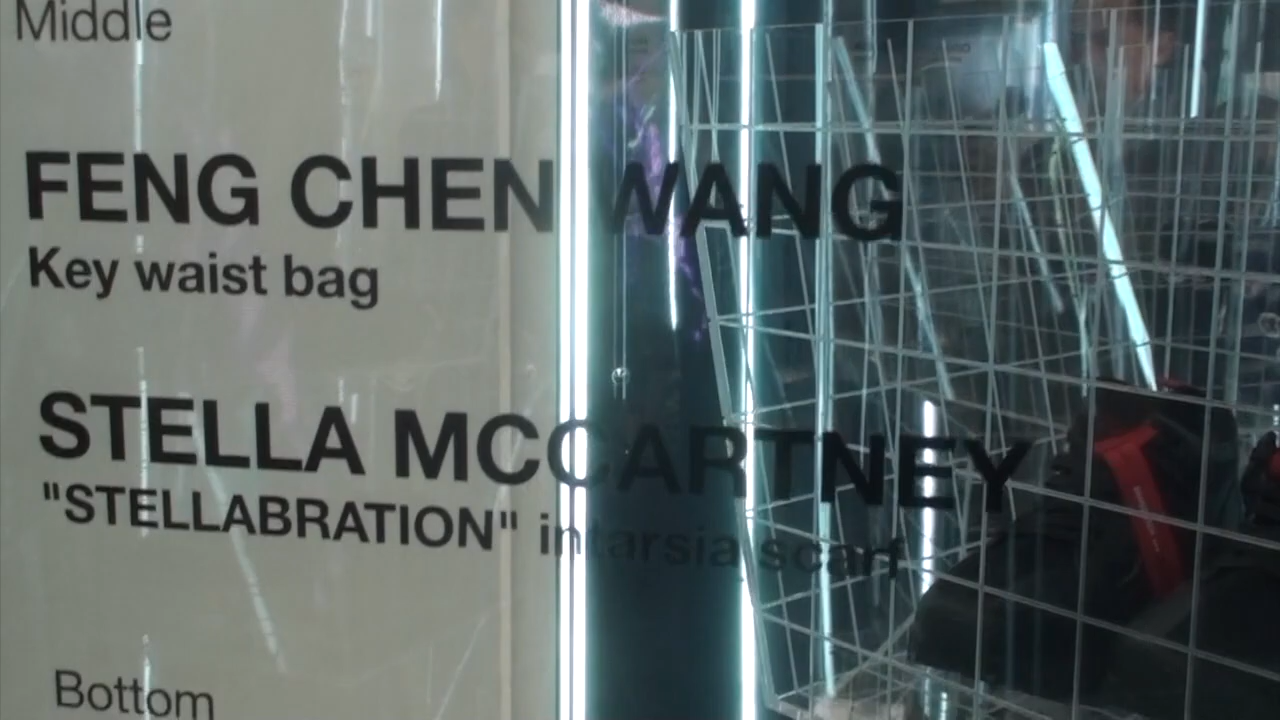 Middle
FENG CHEN WANG
Key waist bag
STELLA MCCARTNEY
"STELLABRATION" intarsia scarf
Bottom